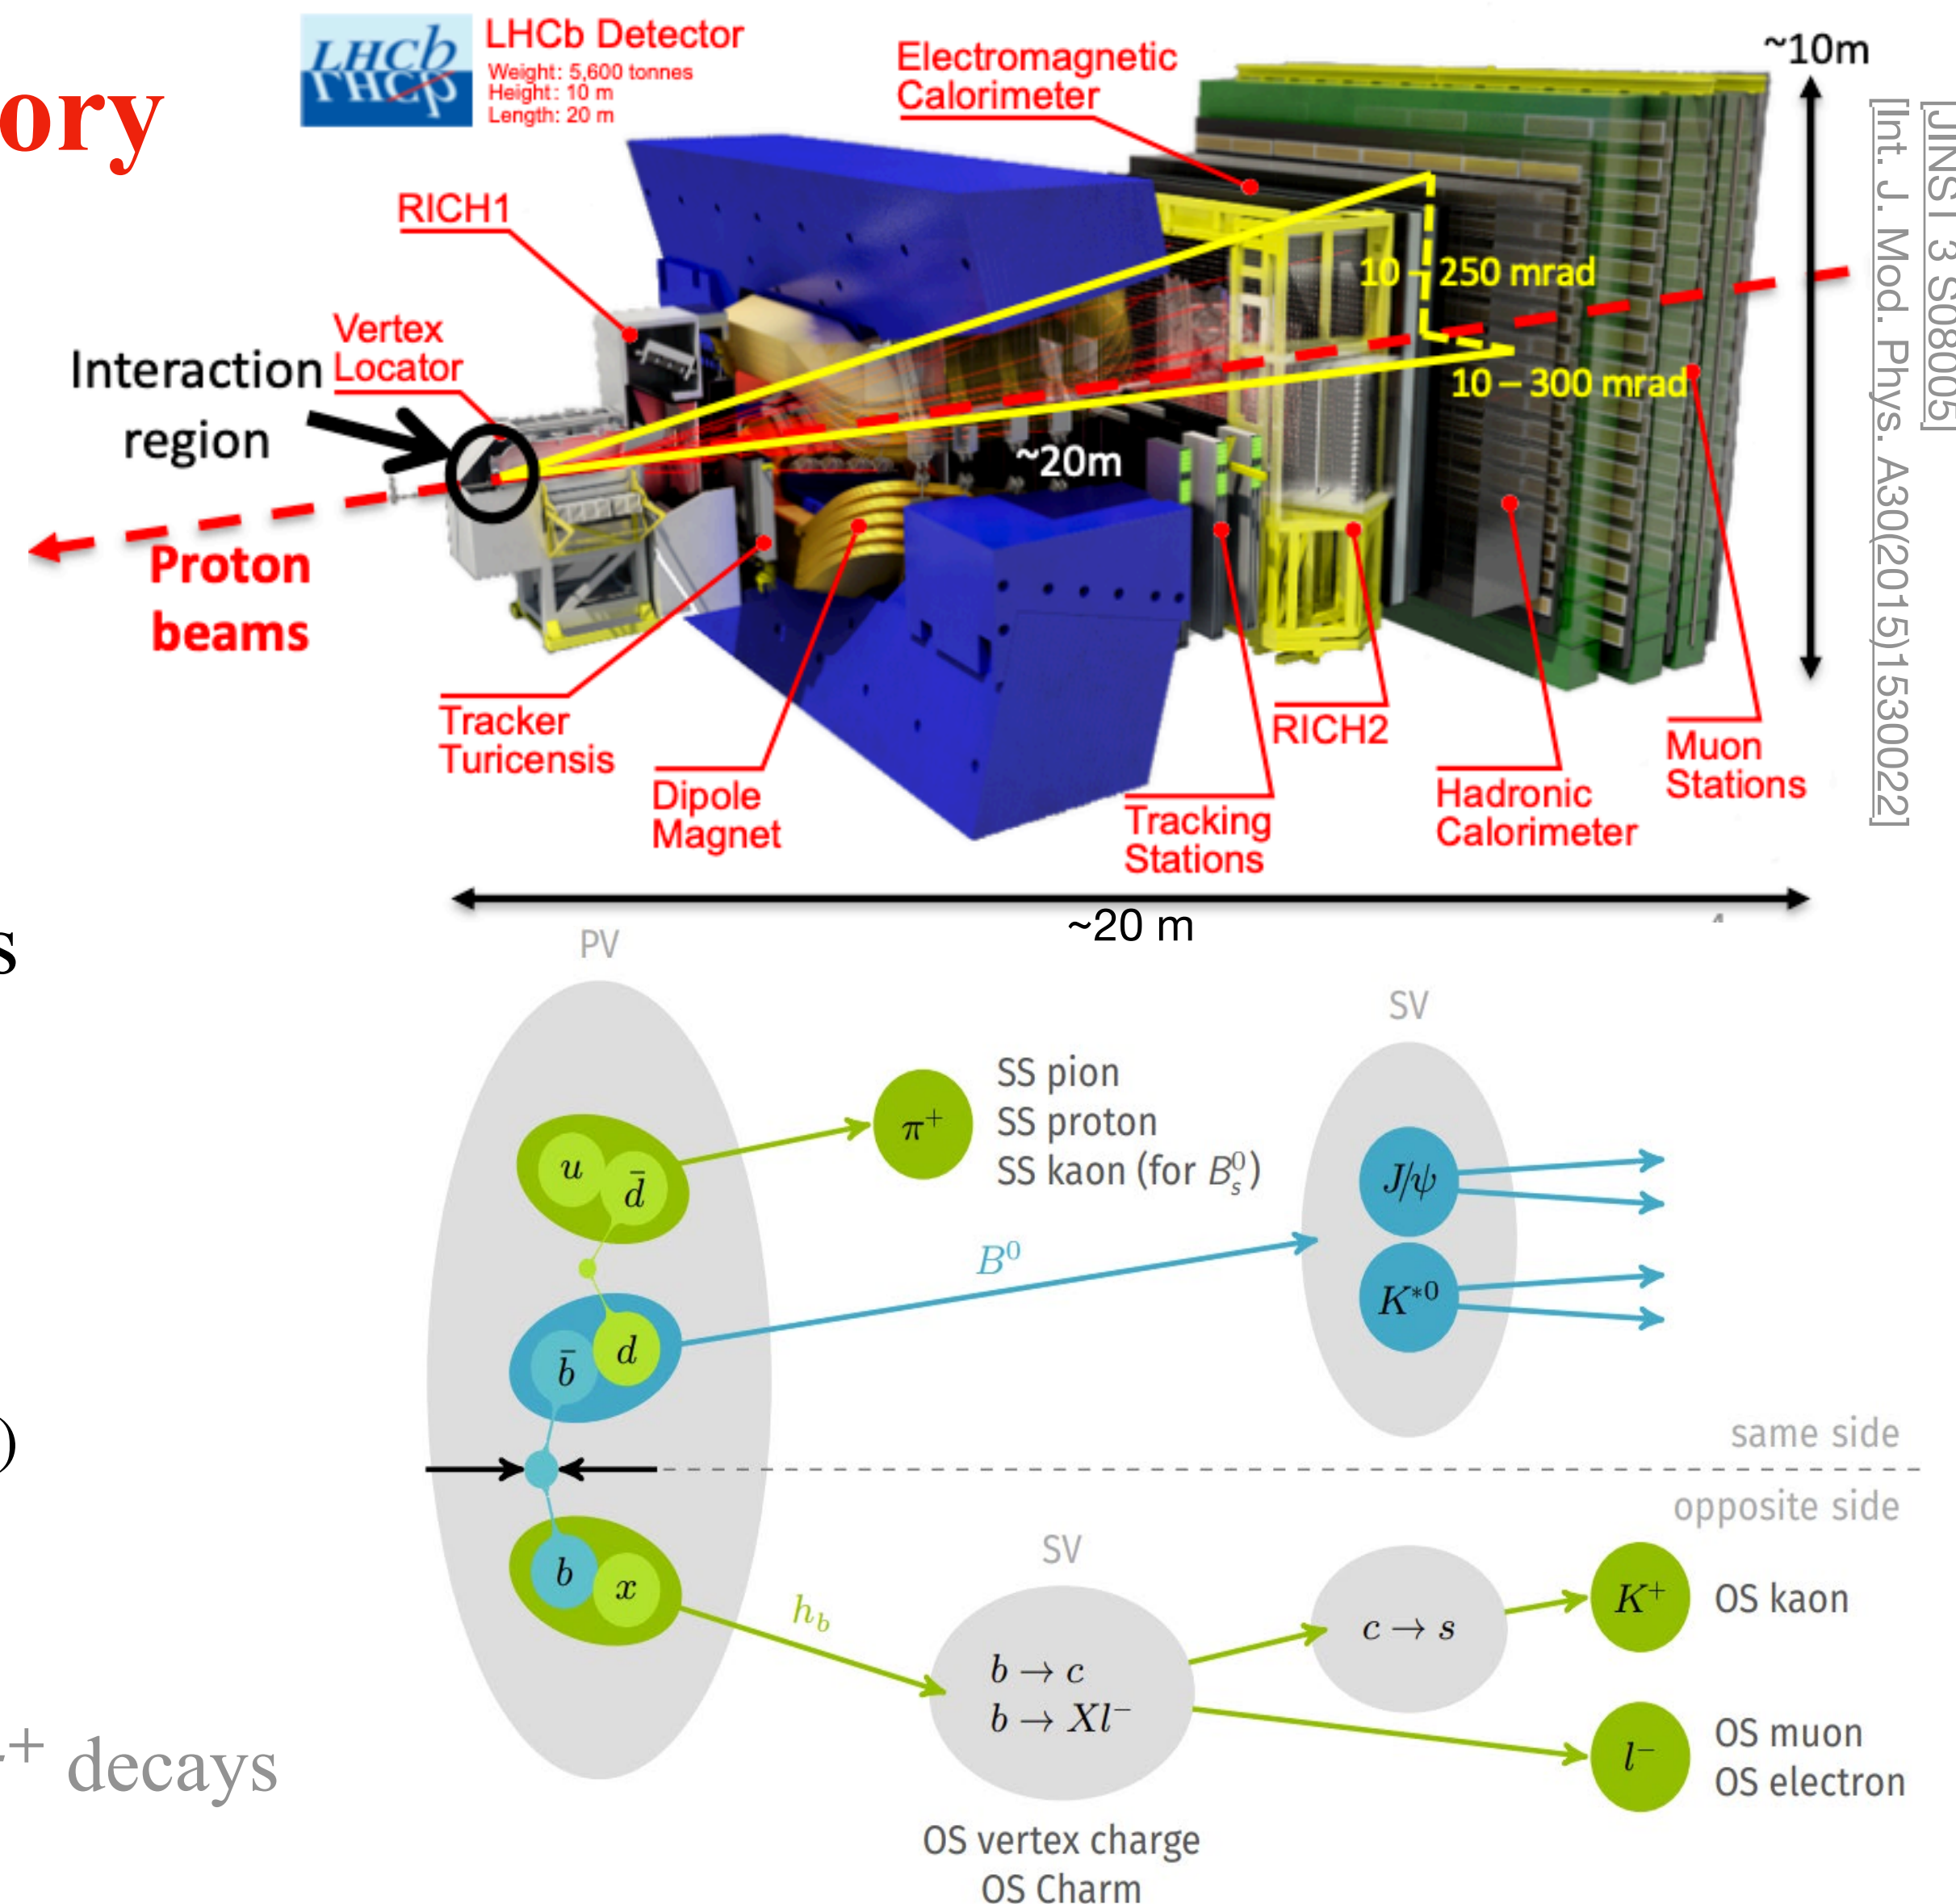 ory
LHCb
LHCb Detector
Weight: 5,600 tonnes
Height: 10 m
Length: 20 m
Electromagnetic
Calorimeter
~10m
[JINST 3 S08005]
[Int. J. Mod. Phys. A30(2015)1530022]
RICH1
Vertex
Locator
Interaction
region
10 – 250 mrad
10 – 300 mrad
~20m
Proton
beams
Tracker
Turicensis
Dipole
Magnet
Tracking
Stations
RICH2
Hadronic
Calorimeter
Muon
Stations
~20 m
s
PV
SV
SS pion
SS proton
SS kaon (for B_s^0)
π⁺
u
d̄
J/ψ
B⁰
K*⁰
b̄
d
)
same side
opposite side
SV
b
x
h_b
c → s
K⁺
OS kaon
b → c
b → Xl⁻
l⁻
OS muon
OS electron
⁺ decays
OS vertex charge
OS Charm